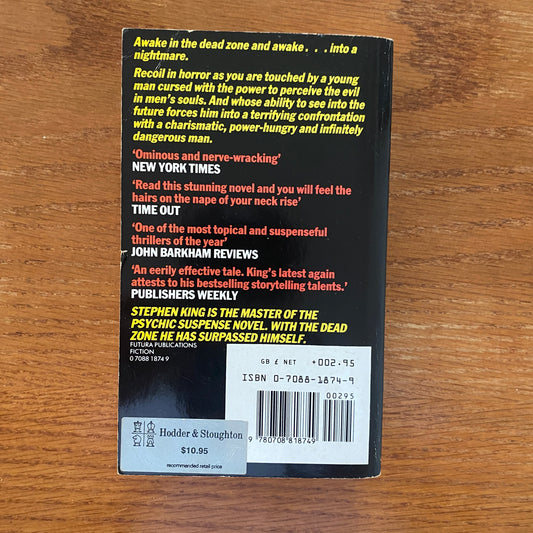 Awake in the dead zone and awake . . . into a
nightmare.
Recoil in horror as you are touched by a young
man cursed with the power to perceive the evil
in men's souls. And whose ability to see into the
future forces him into a terrifying confrontation
with a charismatic, power-hungry and infinitely
dangerous man.
'Ominous and nerve-wracking'
NEW YORK TIMES
'Read this stunning novel and you will feel the
hairs on the nape of your neck rise'
TIME OUT
'One of the most topical and suspenseful
thrillers of the year'
JOHN BARKHAM REVIEWS
'An eerily effective tale. King's latest again
attests to his bestselling storytelling talents.'
PUBLISHERS WEEKLY
STEPHEN KING IS THE MASTER OF THE
PSYCHIC SUSPENSE NOVEL. WITH THE DEAD
ZONE HE HAS SURPASSED HIMSELF.
FUTURA PUBLICATIONS
FICTION
0 7088 1874 9
GB £ NET +002.95
ISBN 0-7088-1874-9
00295
9 780708 818749
Hodder & Stoughton
$10.95
recommended retail price